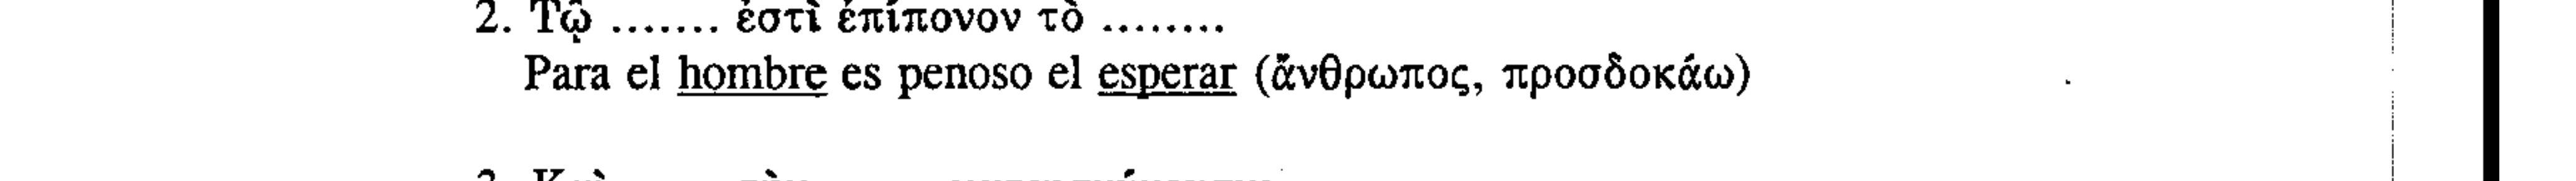 2. Τῷ ....... ἐστὶ ἐπίπονον τὸ ........
Para el hombre es penoso el esperar (ἄνθρωπος, προσδοκάω)